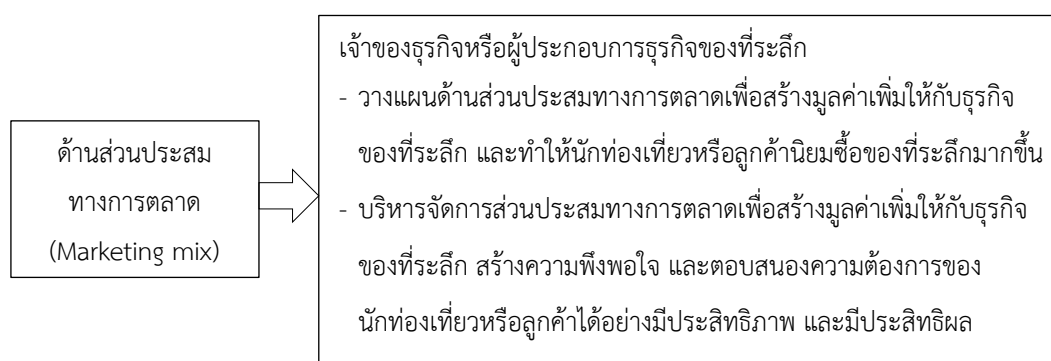 ด้านส่วนประสม
ทางการตลาด
(Marketing mix)
เจ้าของธุรกิจหรือผู้ประกอบการธุรกิจของที่ระลึก
- วางแผนด้านส่วนประสมทางการตลาดเพื่อสร้างมูลค่าเพิ่มให้กับธุรกิจ
ของที่ระลึก และทำให้นักท่องเที่ยวหรือลูกค้านิยมซื้อของที่ระลึกมากขึ้น
- บริหารจัดการส่วนประสมทางการตลาดเพื่อสร้างมูลค่าเพิ่มให้กับธุรกิจ
ของที่ระลึก สร้างความพึงพอใจ และตอบสนองความต้องการของ
นักท่องเที่ยวหรือลูกค้าได้อย่างมีประสิทธิภาพ และมีประสิทธิผล